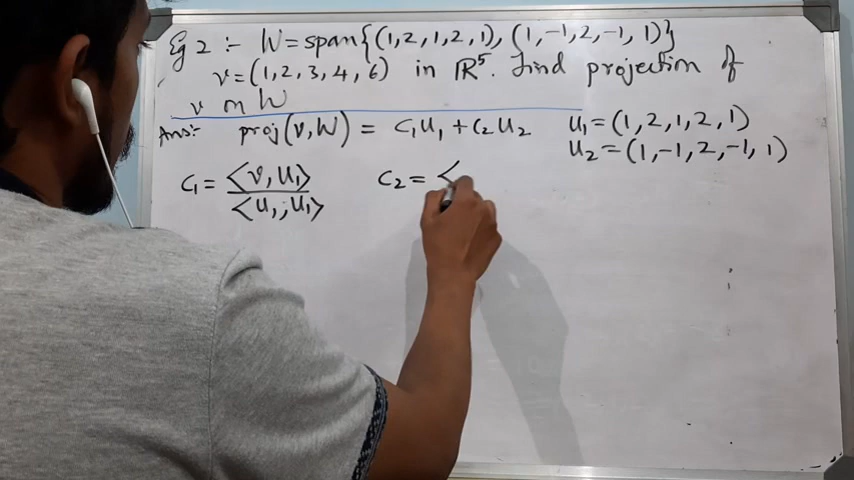 Eg 2 :- W = span{(1,2,1,2,1), (1,-1,2,-1,1)}
v = (1,2,3,4,6) in ℝ⁵. Find projection of
v on W
Ans:- proj(v,W) = C₁U₁ + C₂U₂ U₁ = (1,2,1,2,1)
U₂ = (1,-1,2,-1,1)
C₁ = <v,U₁> / <U₁,U₁> C₂ = <